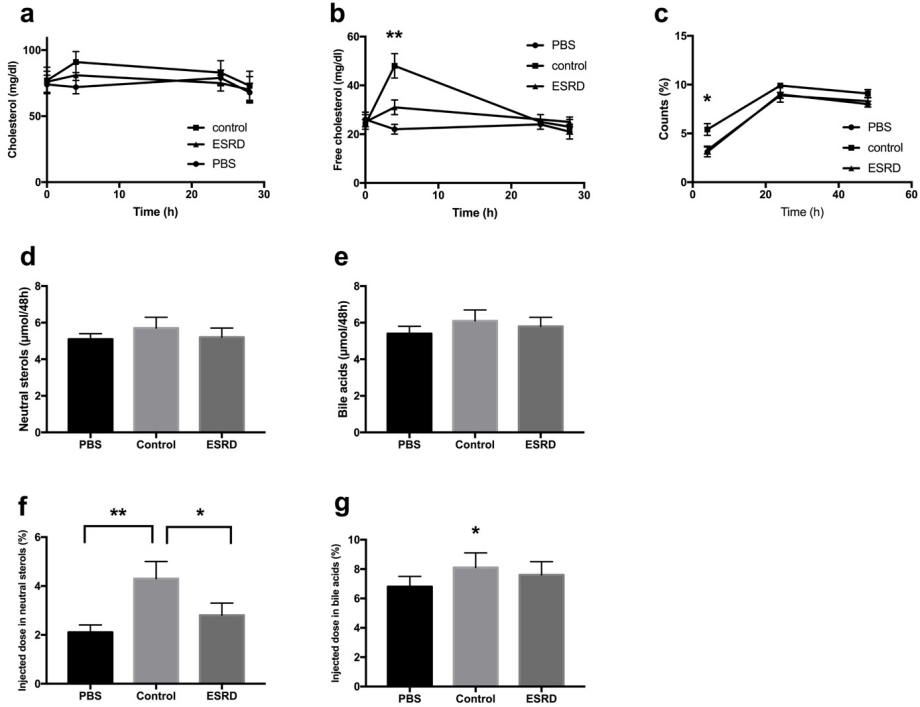 a
Cholesterol (mg/dl)
100
50
0
0 10 20 30
Time (h)
control
ESRD
PBS
b
**
Free cholesterol (mg/dl)
60
40
20
0
0 10 20 30
Time (h)
PBS
control
ESRD
c
*
Counts (%)
15
10
5
0
0 20 40 60
Time (h)
PBS
control
ESRD
d
Neutral sterols (µmol/48h)
8
6
4
2
0
PBS Control ESRD
e
Bile acids (µmol/48h)
8
6
4
2
0
PBS Control ESRD
f
** *
Injected dose in neutral sterols (%)
6
4
2
0
PBS Control ESRD
g
*
Injected dose in bile acids (%)
10
8
6
4
2
0
PBS Control ESRD